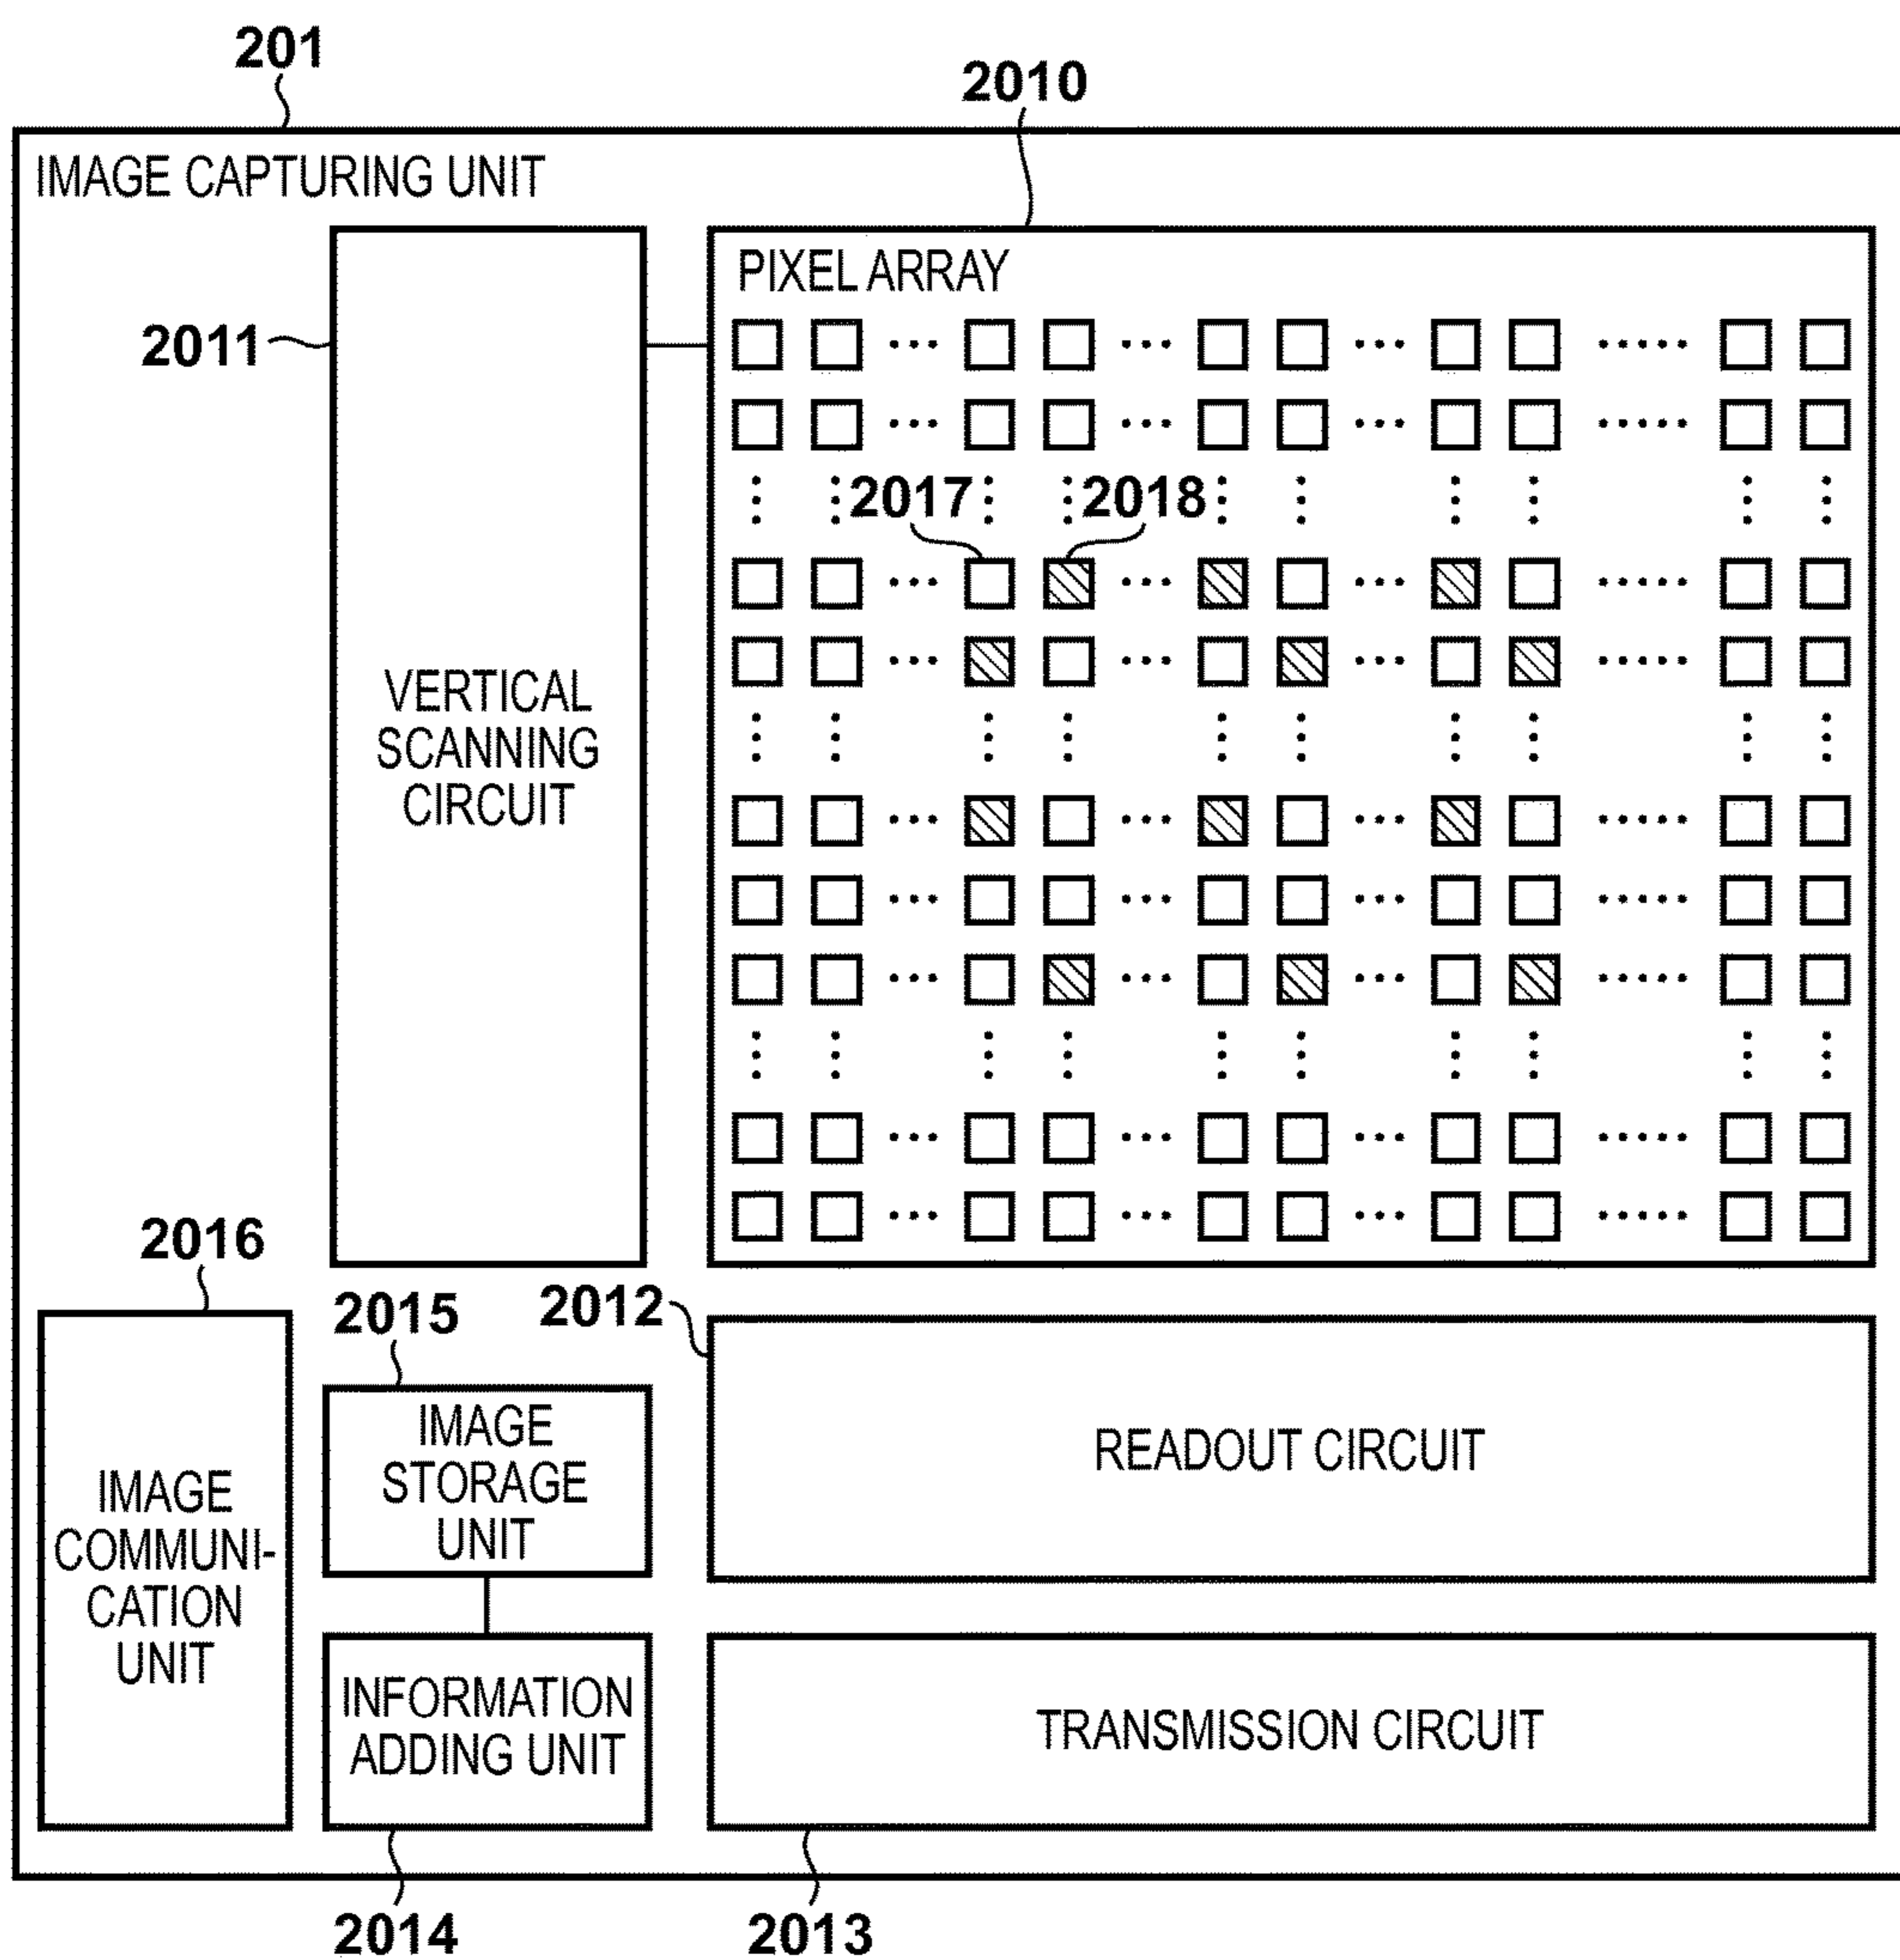 201
2010
IMAGE CAPTURING UNIT
PIXEL ARRAY
2011
2017
2018
VERTICAL
SCANNING
CIRCUIT
2016
2015
2012
IMAGE
STORAGE
UNIT
READOUT CIRCUIT
IMAGE
COMMUNI-
CATION
UNIT
INFORMATION
ADDING UNIT
TRANSMISSION CIRCUIT
2014
2013